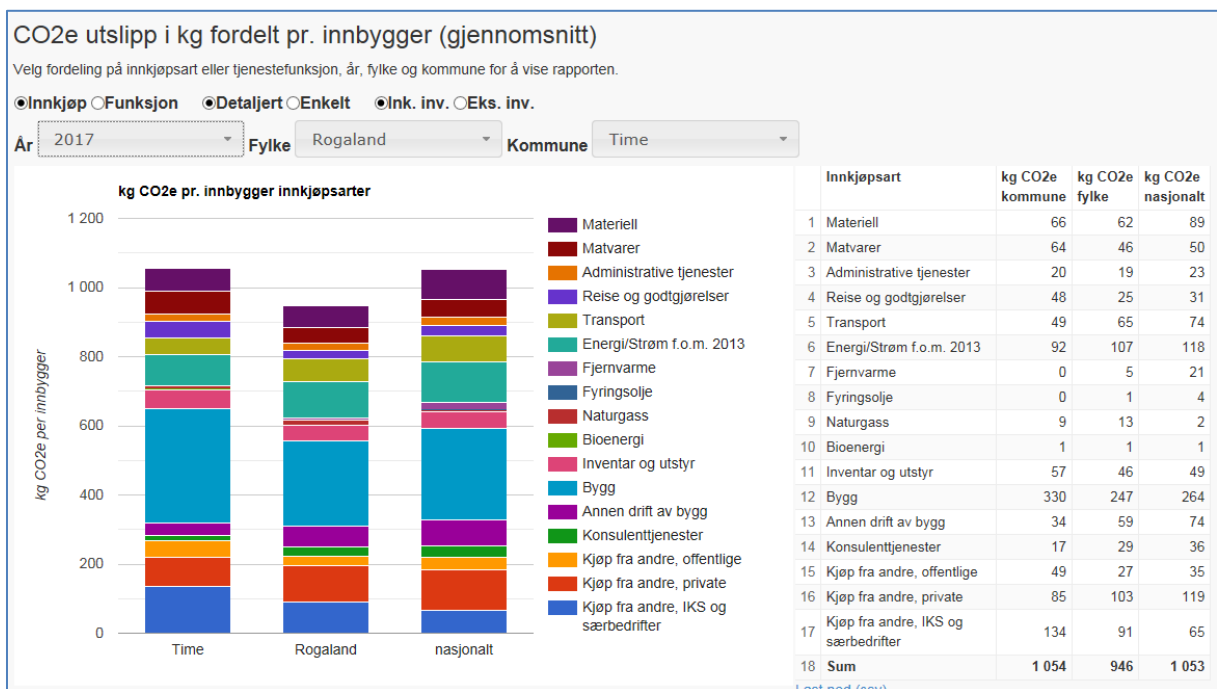 CO2e utslipp i kg fordelt pr. innbygger (gjennomsnitt)
Velg fordeling på innkjøpsart eller tjenestefunksjon, år, fylke og kommune for å vise rapporten.
Innkjøp Funksjon Detaljert Enkelt Ink. inv. Eks. inv.
År 2017 Fylke Rogaland Kommune Time
kg CO2e pr. innbygger innkjøpsarter
1 200
1 000
800
600
400
200
0
kg CO2e per innbygger
Time Rogaland nasjonalt
Materiell
Matvarer
Administrative tjenester
Reise og godtgjørelser
Transport
Energi/Strøm f.o.m. 2013
Fjernvarme
Fyringsolje
Naturgass
Bioenergi
Inventar og utstyr
Bygg
Annen drift av bygg
Konsulenttjenester
Kjøp fra andre, offentlige
Kjøp fra andre, private
Kjøp fra andre, IKS og
særbedrifter
Innkjøpsart kg CO2e kg CO2e kg CO2e
kommune fylke nasjonalt
1 Materiell 66 62 89
2 Matvarer 64 46 50
3 Administrative tjenester 20 19 23
4 Reise og godtgjørelser 48 25 31
5 Transport 49 65 74
6 Energi/Strøm f.o.m. 2013 92 107 118
7 Fjernvarme 0 5 21
8 Fyringsolje 0 1 4
9 Naturgass 9 13 2
10 Bioenergi 1 1 1
11 Inventar og utstyr 57 46 49
12 Bygg 330 247 264
13 Annen drift av bygg 34 59 74
14 Konsulenttjenester 17 29 36
15 Kjøp fra andre, offentlige 49 27 35
16 Kjøp fra andre, private 85 103 119
17 Kjøp fra andre, IKS og
særbedrifter 134 91 65
18 Sum 1 054 946 1 053